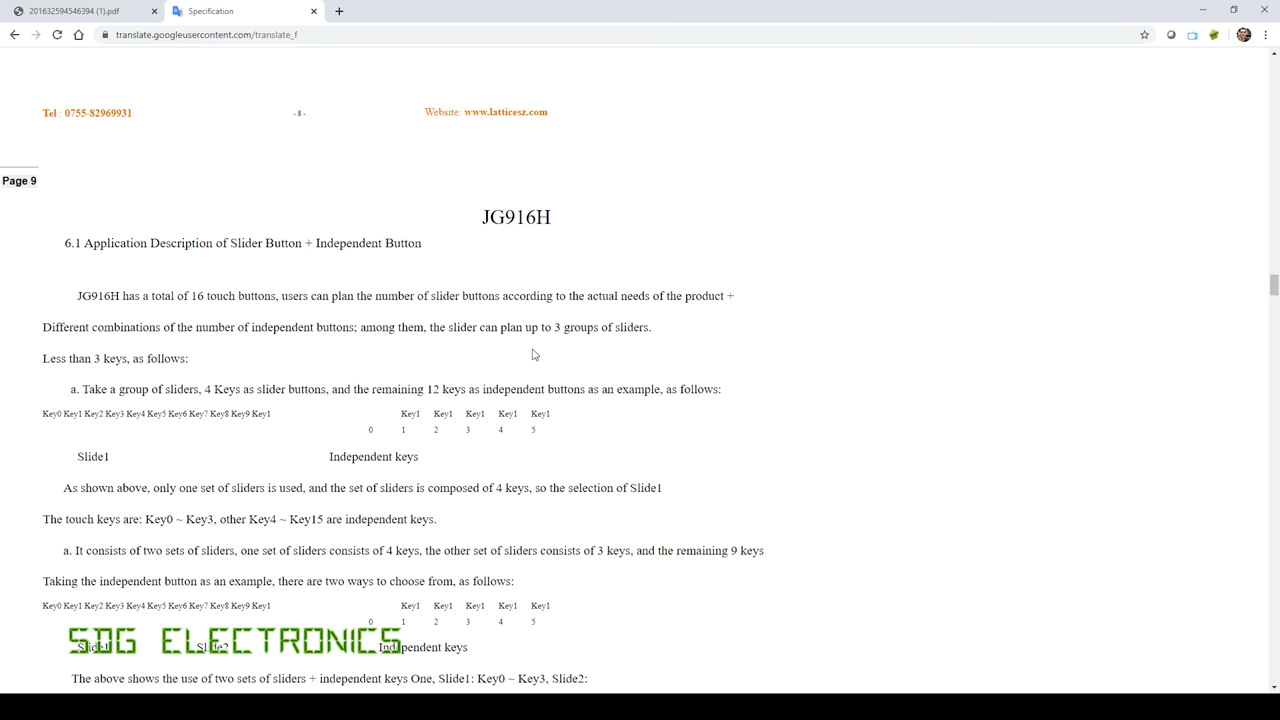 201632594546394 (1).pdf
Specification
translate.googleusercontent.com/translate_f
Tel : 0755-82969931
- 8 -
Website: www.latticesz.com
Page 9
JG916H
6.1 Application Description of Slider Button + Independent Button
JG916H has a total of 16 touch buttons, users can plan the number of slider buttons according to the actual needs of the product +
Different combinations of the number of independent buttons; among them, the slider can plan up to 3 groups of sliders.
Less than 3 keys, as follows:
a. Take a group of sliders, 4 Keys as slider buttons, and the remaining 12 keys as independent buttons as an example, as follows:
Key0 Key1 Key2 Key3 Key4 Key5 Key6 Key7 Key8 Key9 Key1 Key1 Key1 Key1 Key1 Key1
0 1 2 3 4 5
Slide1 Independent keys
As shown above, only one set of sliders is used, and the set of sliders is composed of 4 keys, so the selection of Slide1
The touch keys are: Key0 ~ Key3, other Key4 ~ Key15 are independent keys.
a. It consists of two sets of sliders, one set of sliders consists of 4 keys, the other set of sliders consists of 3 keys, and the remaining 9 keys
Taking the independent button as an example, there are two ways to choose from, as follows:
Key0 Key1 Key2 Key3 Key4 Key5 Key6 Key7 Key8 Key9 Key1 Key1 Key1 Key1 Key1 Key1
0 1 2 3 4 5
SDG ELECTRONICS
Slide1 Slide2 Independent keys
The above shows the use of two sets of sliders + independent keys One, Slide1: Key0 ~ Key3, Slide2: